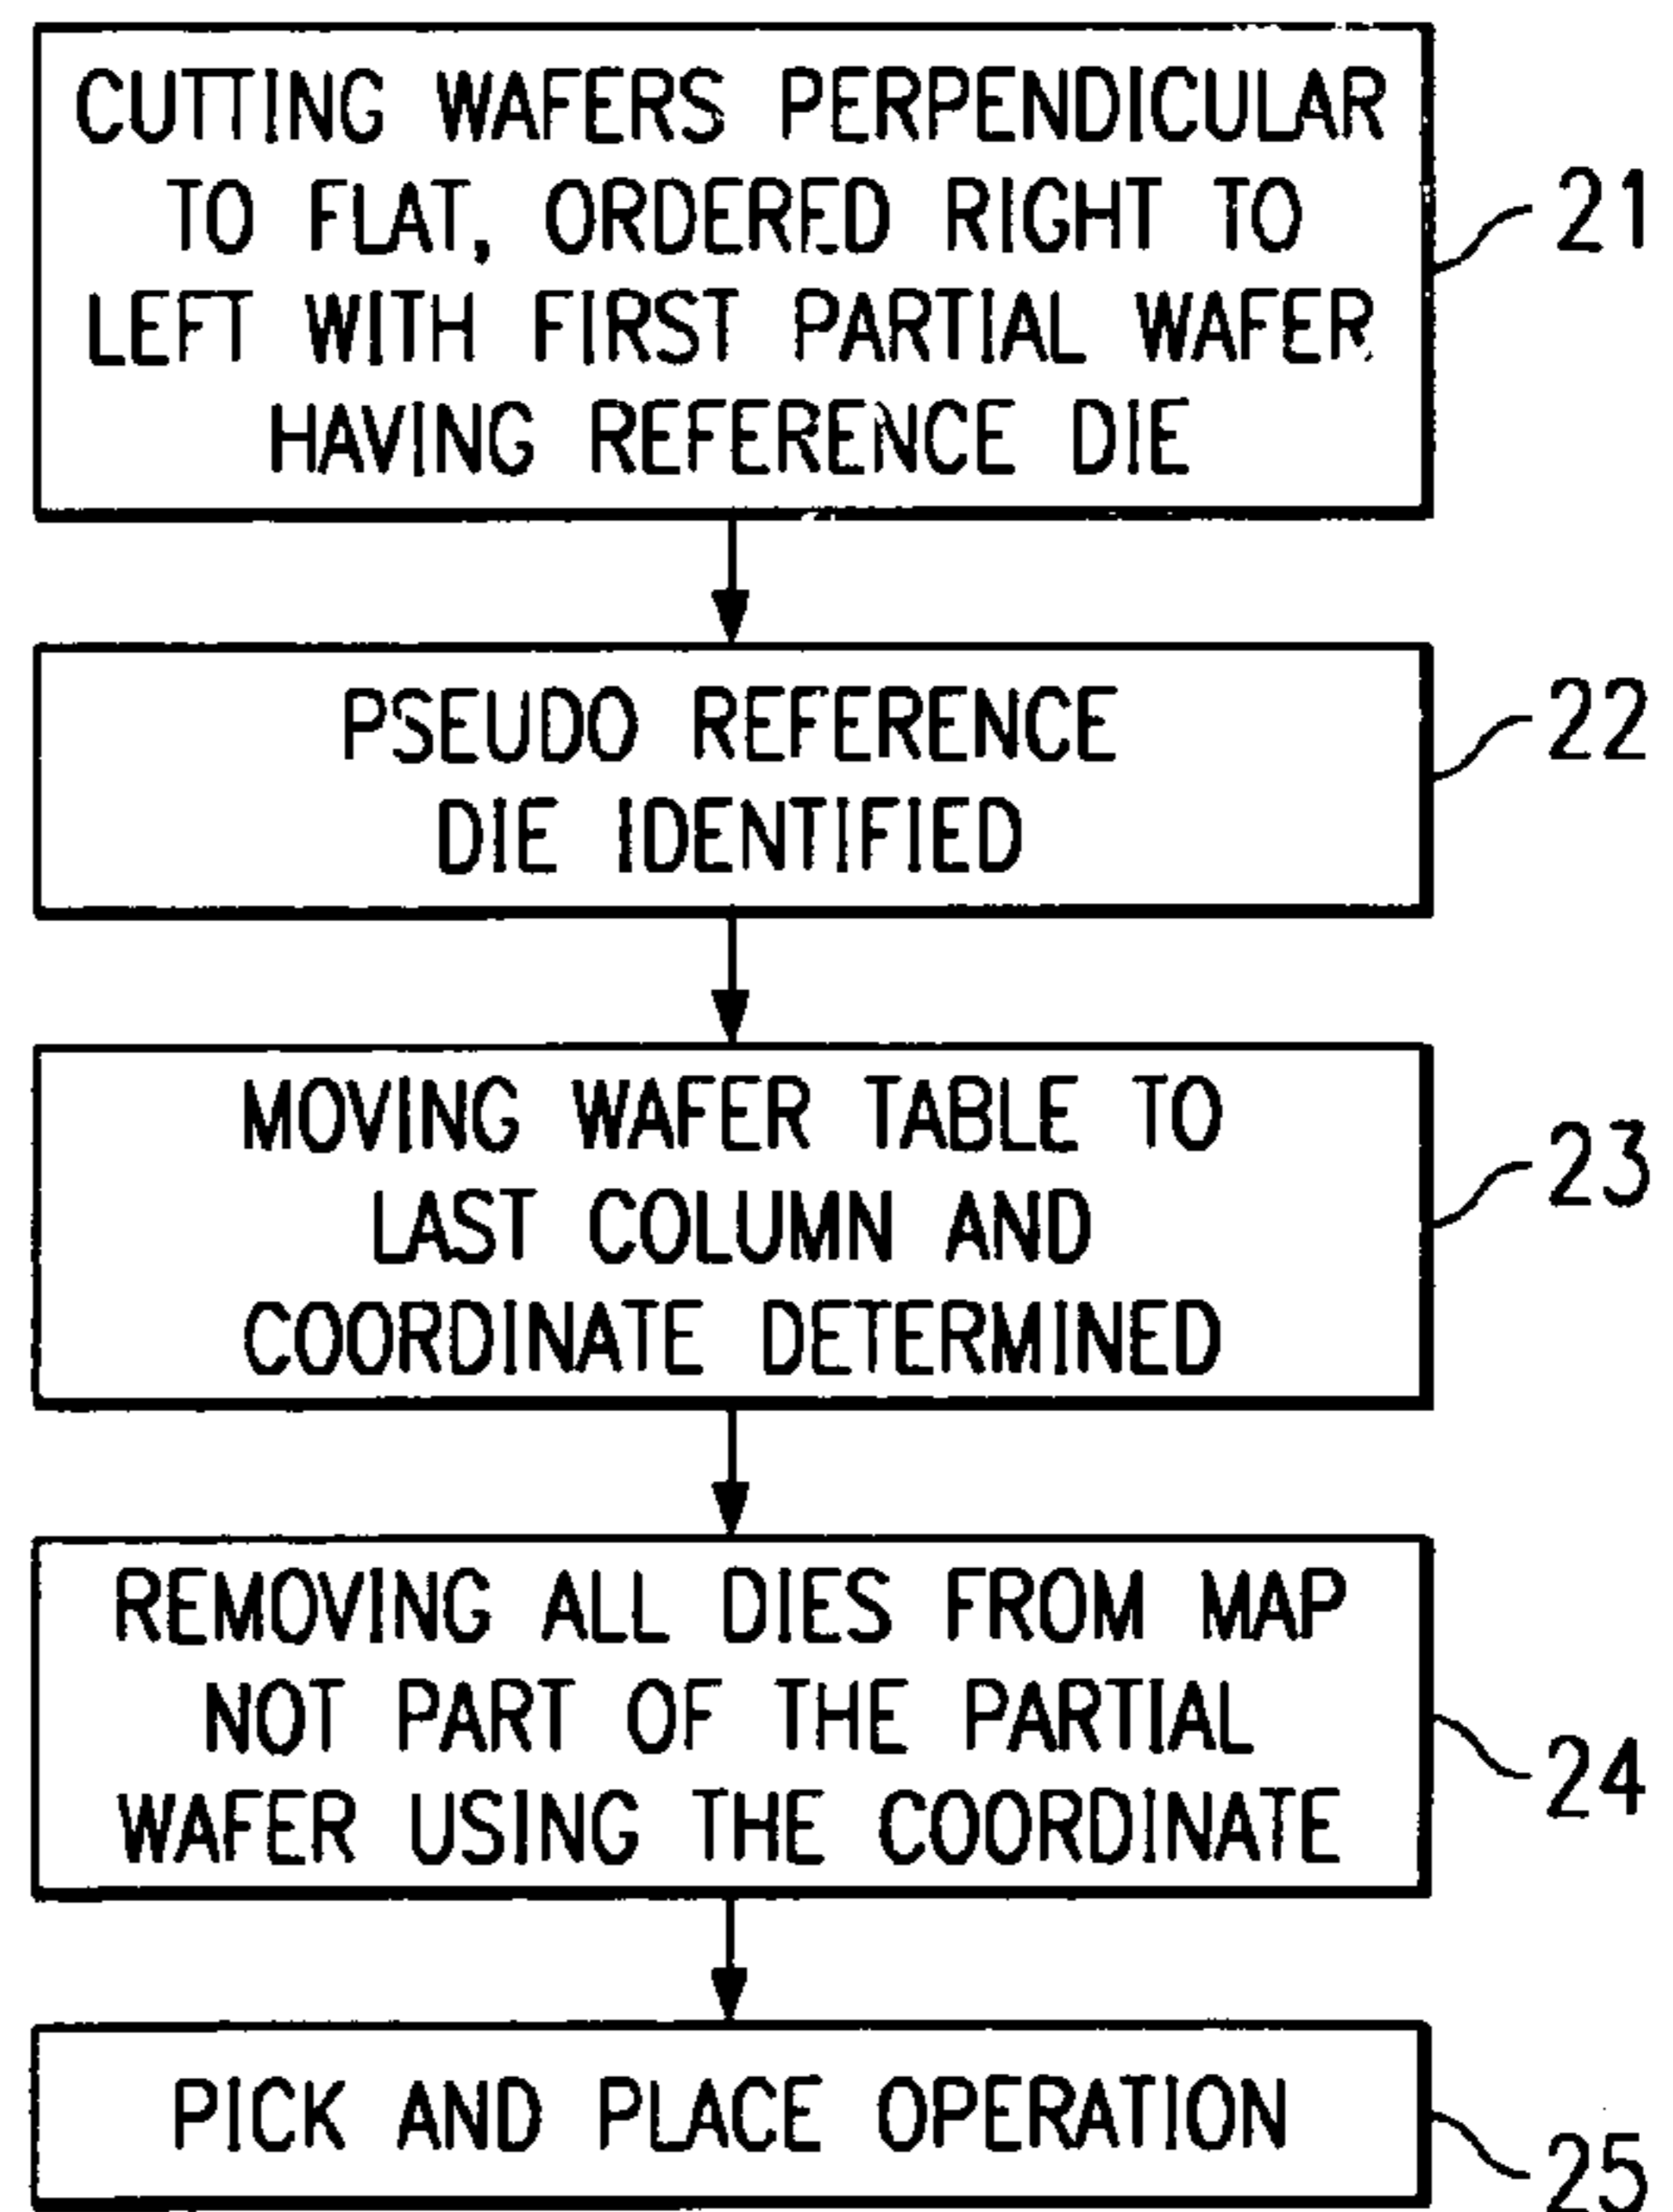 CUTTING WAFERS PERPENDICULAR
TO FLAT, ORDERED RIGHT TO
LEFT WITH FIRST PARTIAL WAFER
HAVING REFERENCE DIE
21
PSEUDO REFERENCE
DIE IDENTIFIED
22
MOVING WAFER TABLE TO
LAST COLUMN AND
COORDINATE DETERMINED
23
REMOVING ALL DIES FROM MAP
NOT PART OF THE PARTIAL
WAFER USING THE COORDINATE
24
PICK AND PLACE OPERATION
25